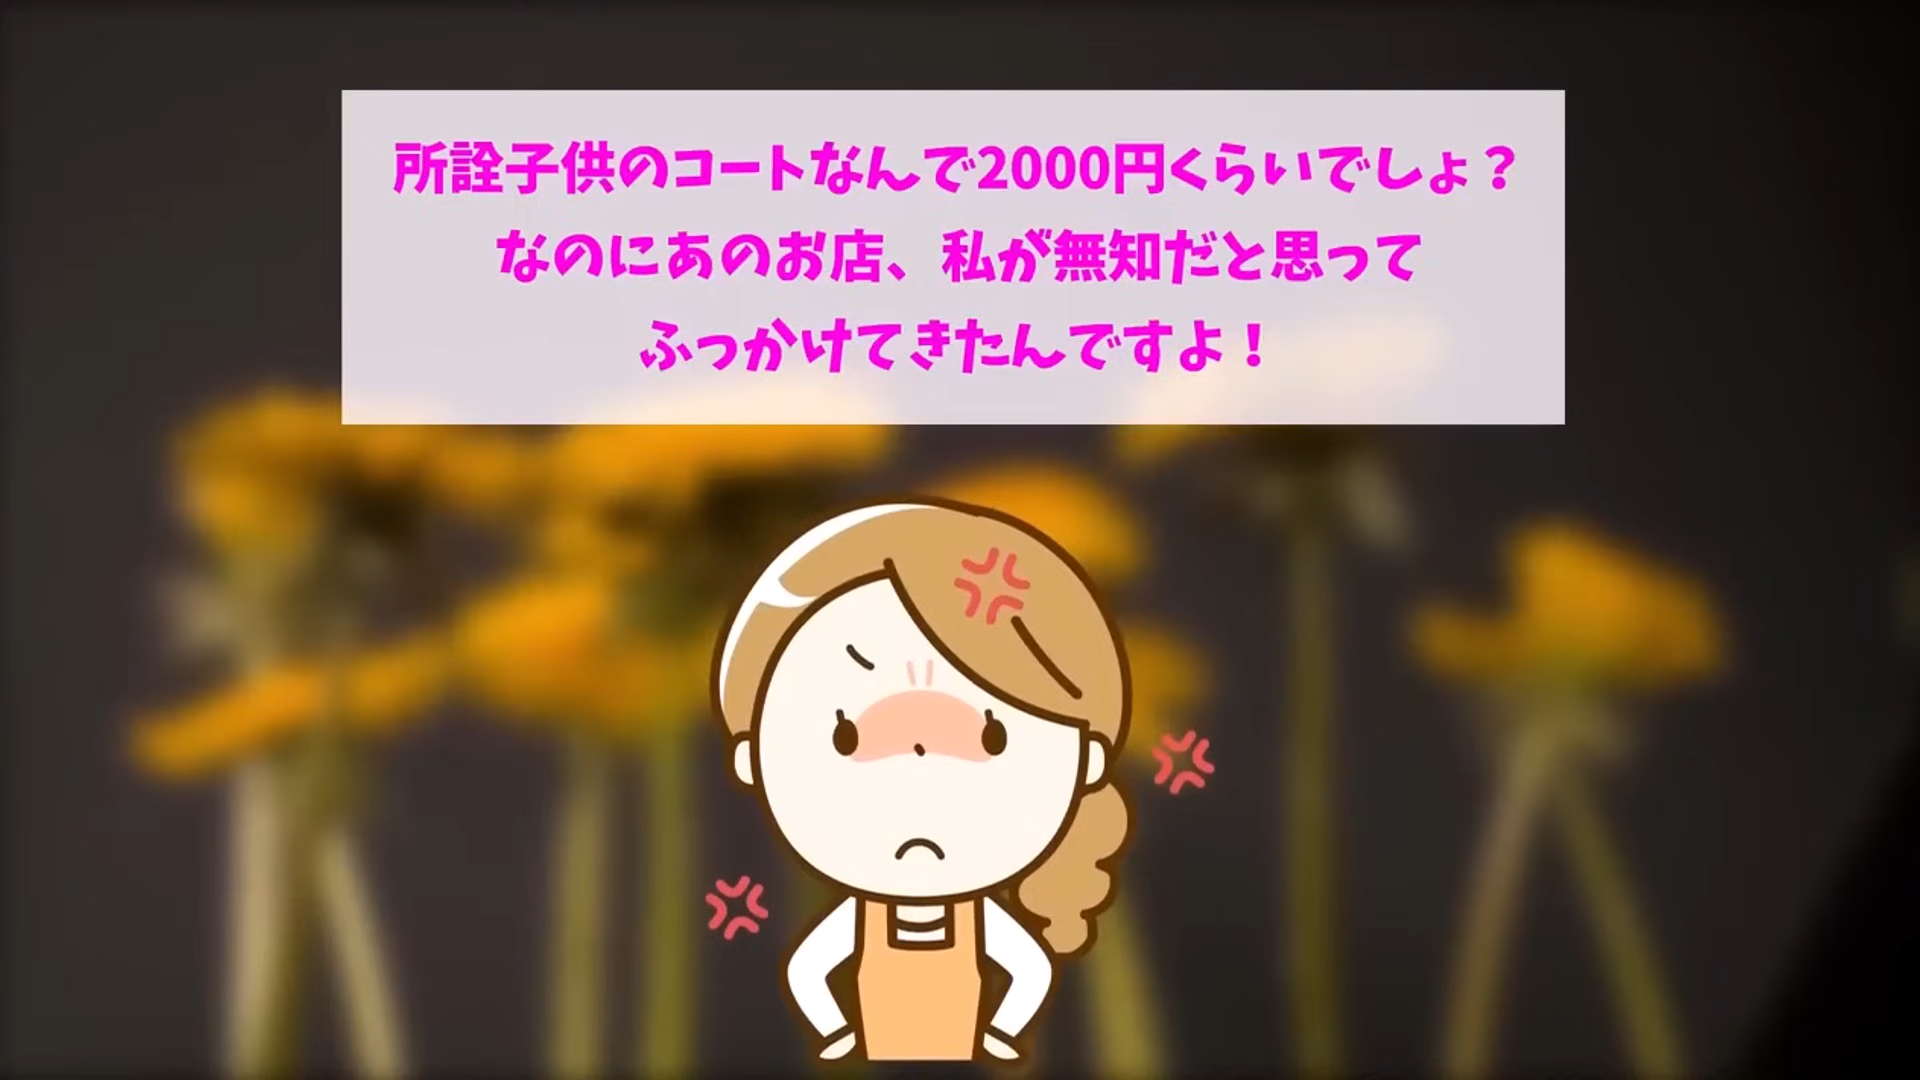 所詮子供のコートなんで2000円くらいでしょ？
なのにあのお店、私が無知だと思って
ふっかけてきたんですよ！